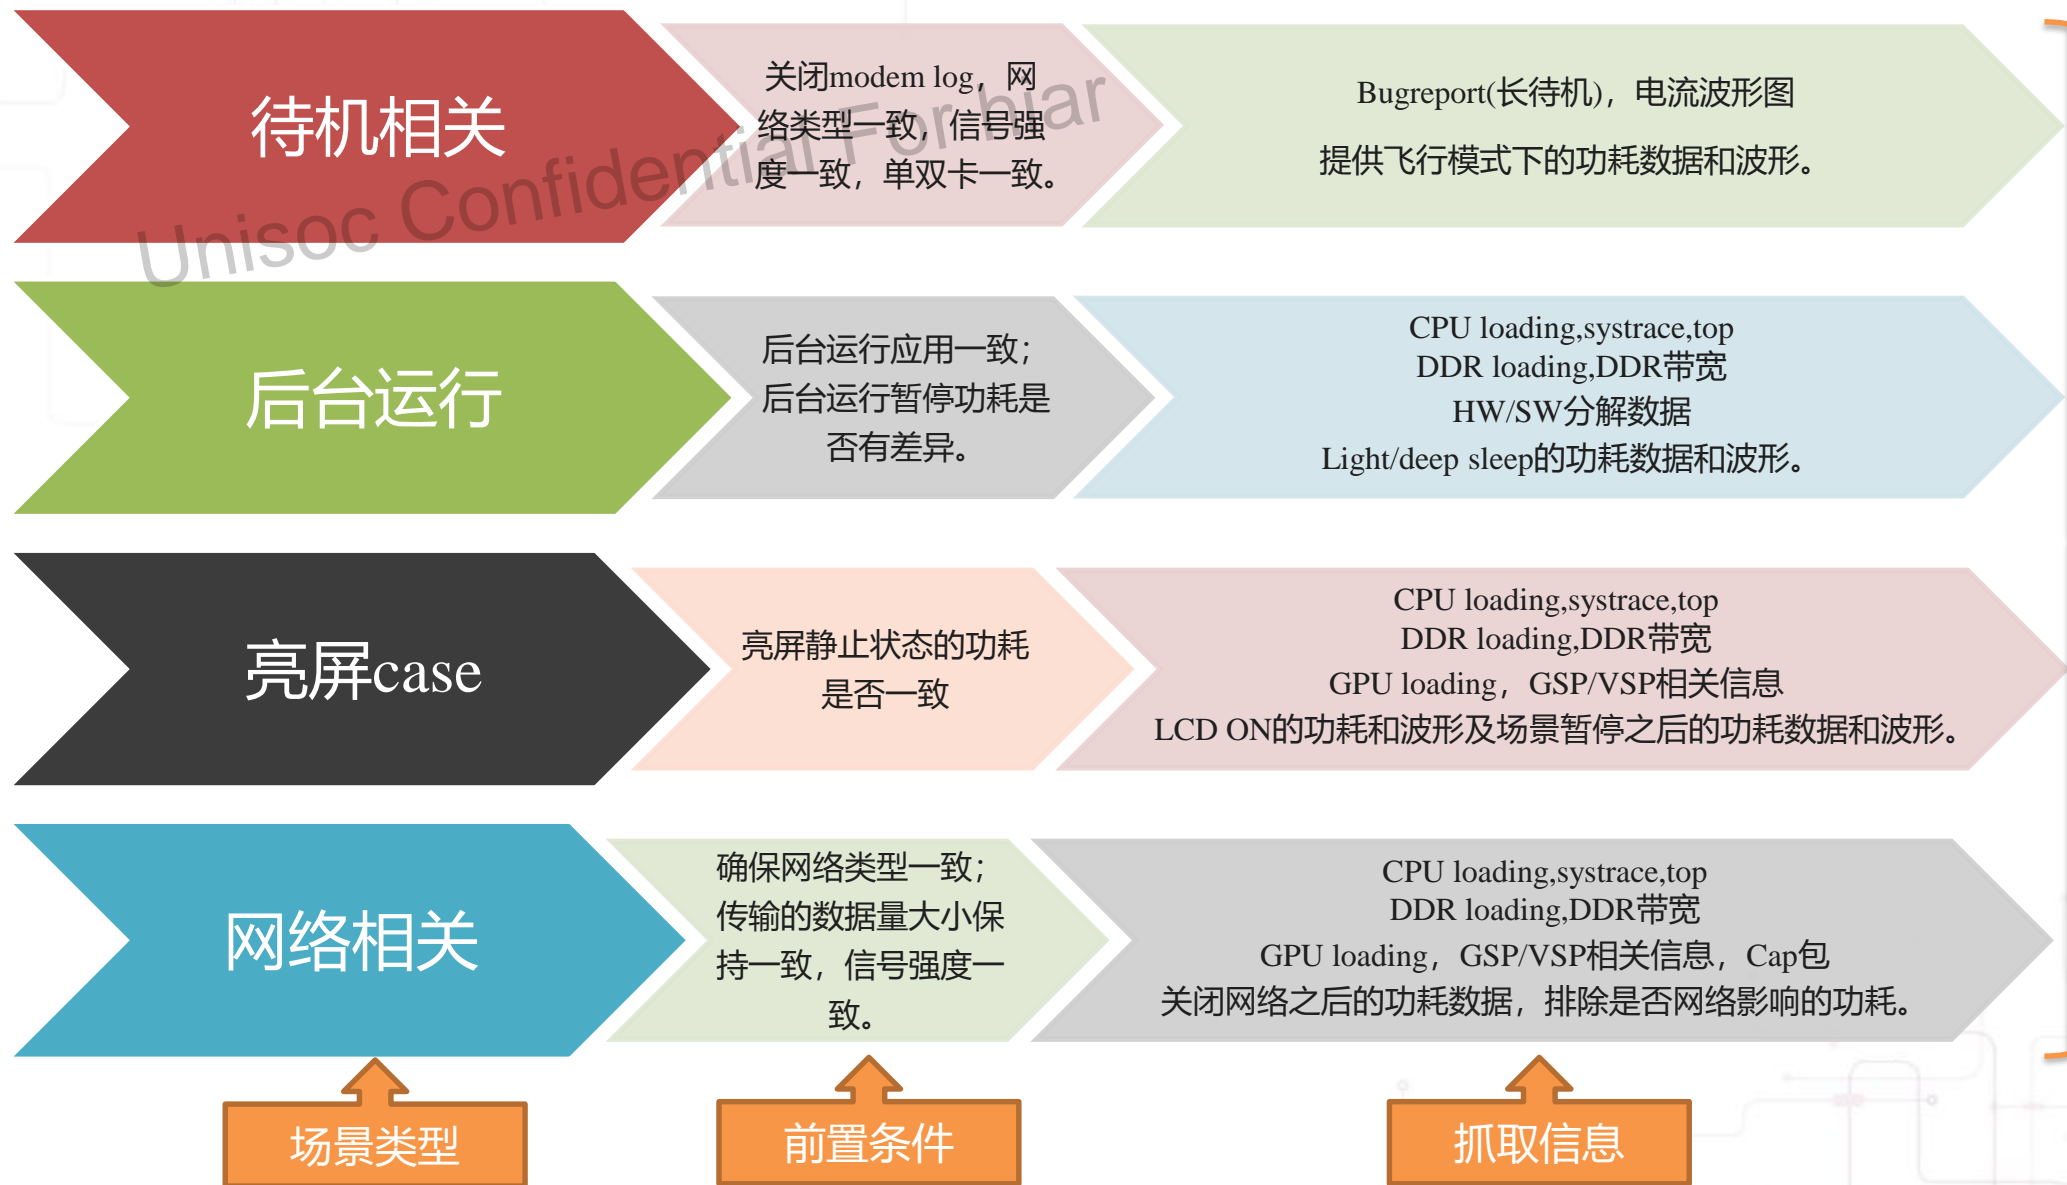 待机相关
关闭modem log，网
络类型一致，信号强
度一致，单双卡一致。
Bugreport(长待机)，电流波形图
提供飞行模式下的功耗数据和波形。
Unisoc Confidential For hiar
后台运行
后台运行应用一致；
后台运行暂停功耗是
否有差异。
CPU loading,systrace,top
DDR loading,DDR带宽
HW/SW分解数据
Light/deep sleep的功耗数据和波形。
亮屏case
亮屏静止状态的功耗
是否一致
CPU loading,systrace,top
DDR loading,DDR带宽
GPU loading，GSP/VSP相关信息
LCD ON的功耗和波形及场景暂停之后的功耗数据和波形。
网络相关
确保网络类型一致；
传输的数据量大小保
持一致，信号强度一
致。
CPU loading,systrace,top
DDR loading,DDR带宽
GPU loading，GSP/VSP相关信息，Cap包
关闭网络之后的功耗数据，排除是否网络影响的功耗。
场景类型
前置条件
抓取信息